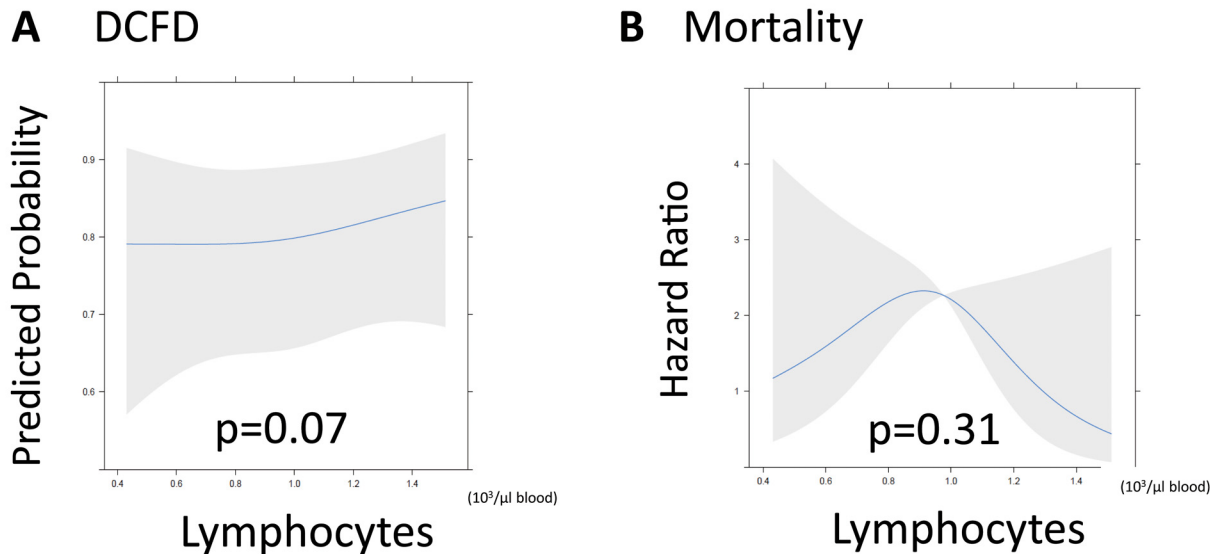 A DCFD
Predicted Probability
0.9
0.8
0.7
0.6
p=0.07
0.4 0.6 0.8 1.0 1.2 1.4
(10³/µl blood)
Lymphocytes
B Mortality
Hazard Ratio
4
3
2
1
p=0.31
0.4 0.6 0.8 1.0 1.2 1.4
(10³/µl blood)
Lymphocytes